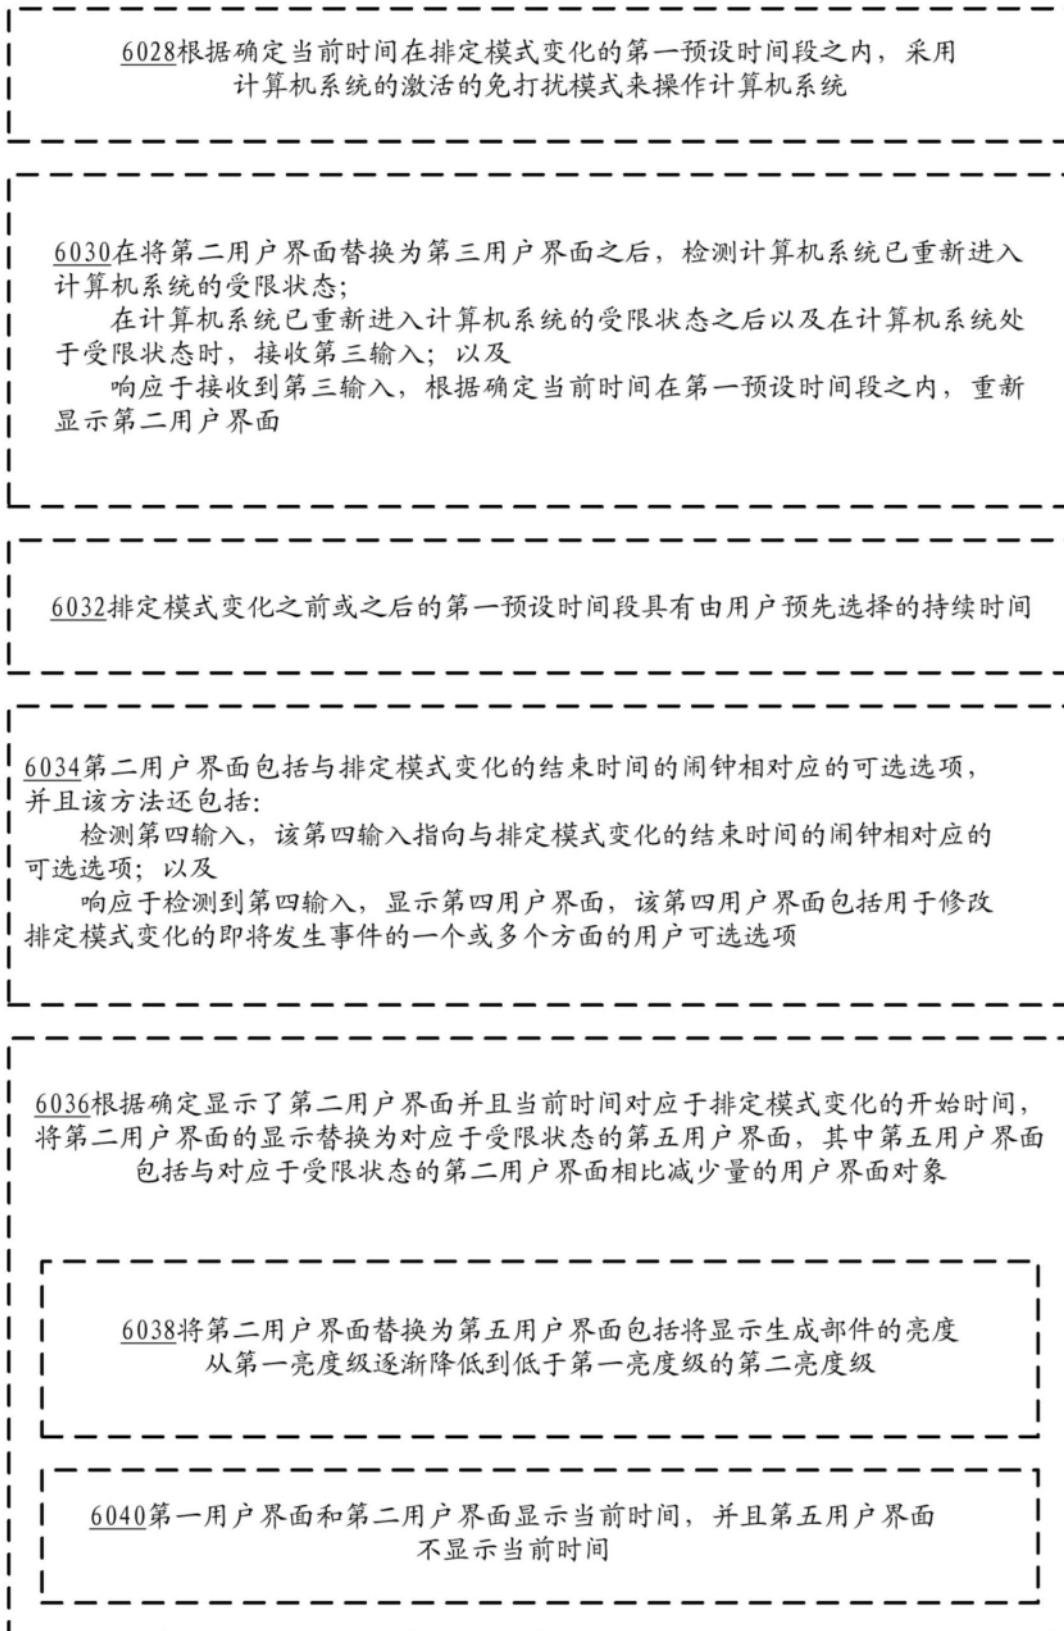 6028根据确定当前时间在排定模式变化的第一预设时间段之内，采用
计算机系统的激活的免打扰模式来操作计算机系统
6030在将第二用户界面替换为第三用户界面之后，检测计算机系统已重新进入
计算机系统的受限状态；
在计算机系统已重新进入计算机系统的受限状态之后以及在计算机系统处
于受限状态时，接收第三输入；以及
响应于接收到第三输入，根据确定当前时间在第一预设时间段之内，重新
显示第二用户界面
6032排定模式变化之前或之后的第一预设时间段具有由用户预先选择的持续时间
6034第二用户界面包括与排定模式变化的结束时间的闹钟相对应的可选选项，
并且该方法还包括：
检测第四输入，该第四输入指向与排定模式变化的结束时间的闹钟相对应的
可选选项；以及
响应于检测到第四输入，显示第四用户界面，该第四用户界面包括用于修改
排定模式变化的即将发生事件的一个或多个方面的用户可选选项
6036根据确定显示了第二用户界面并且当前时间对应于排定模式变化的开始时间，
将第二用户界面的显示替换为对应于受限状态的第五用户界面，其中第五用户界面
包括与对应于受限状态的第二用户界面相比减少量的用户界面对象
6038将第二用户界面替换为第五用户界面包括将显示生成部件的亮度
从第一亮度级逐渐降低到低于第一亮度级的第二亮度级
6040第一用户界面和第二用户界面显示当前时间，并且第五用户界面
不显示当前时间